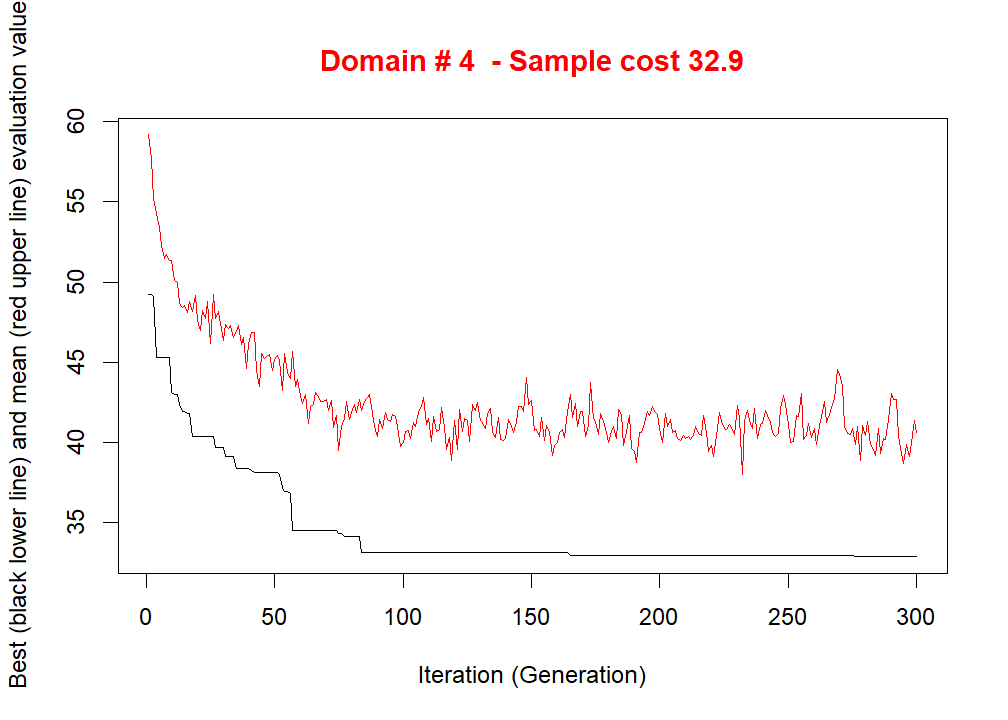 Domain # 4  - Sample cost 32.9
Best (black lower line) and mean (red upper line) evaluation value
60
55
50
45
40
35
0 50 100 150 200 250 300
Iteration (Generation)